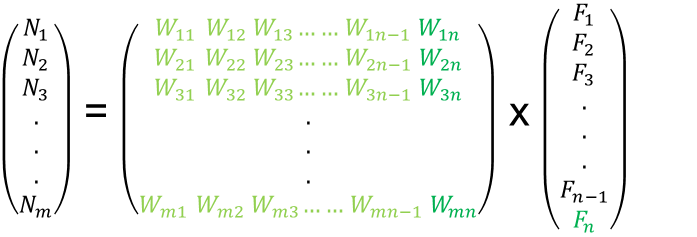 N₁ = W₁₁ W₁₂ W₁₃ … … W₁ₙ₋₁ W₁ₙ x F₁
N₂ W₂₁ W₂₂ W₂₃ … … W₂ₙ₋₁ W₂ₙ F₂
N₃ W₃₁ W₃₂ W₃₃ … … W₃ₙ₋₁ W₃ₙ F₃
. . .
. . .
. . .
Fₙ₋₁
Nₘ Wₘ₁ Wₘ₂ Wₘ₃ … … Wₘₙ₋₁ Wₘₙ Fₙ